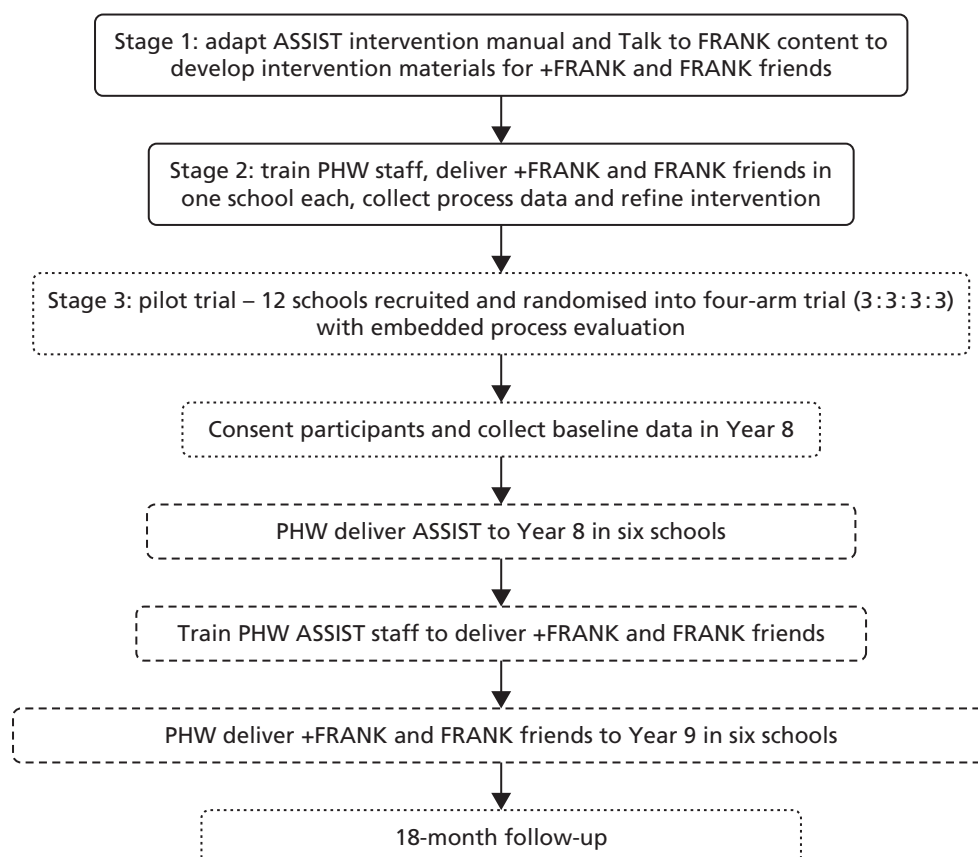 Stage 1: adapt ASSIST intervention manual and Talk to FRANK content to
develop intervention materials for +FRANK and FRANK friends
Stage 2: train PHW staff, deliver +FRANK and FRANK friends in
one school each, collect process data and refine intervention
Stage 3: pilot trial – 12 schools recruited and randomised into four-arm trial (3:3:3:3)
with embedded process evaluation
Consent participants and collect baseline data in Year 8
PHW deliver ASSIST to Year 8 in six schools
Train PHW ASSIST staff to deliver +FRANK and FRANK friends
PHW deliver +FRANK and FRANK friends to Year 9 in six schools
18-month follow-up